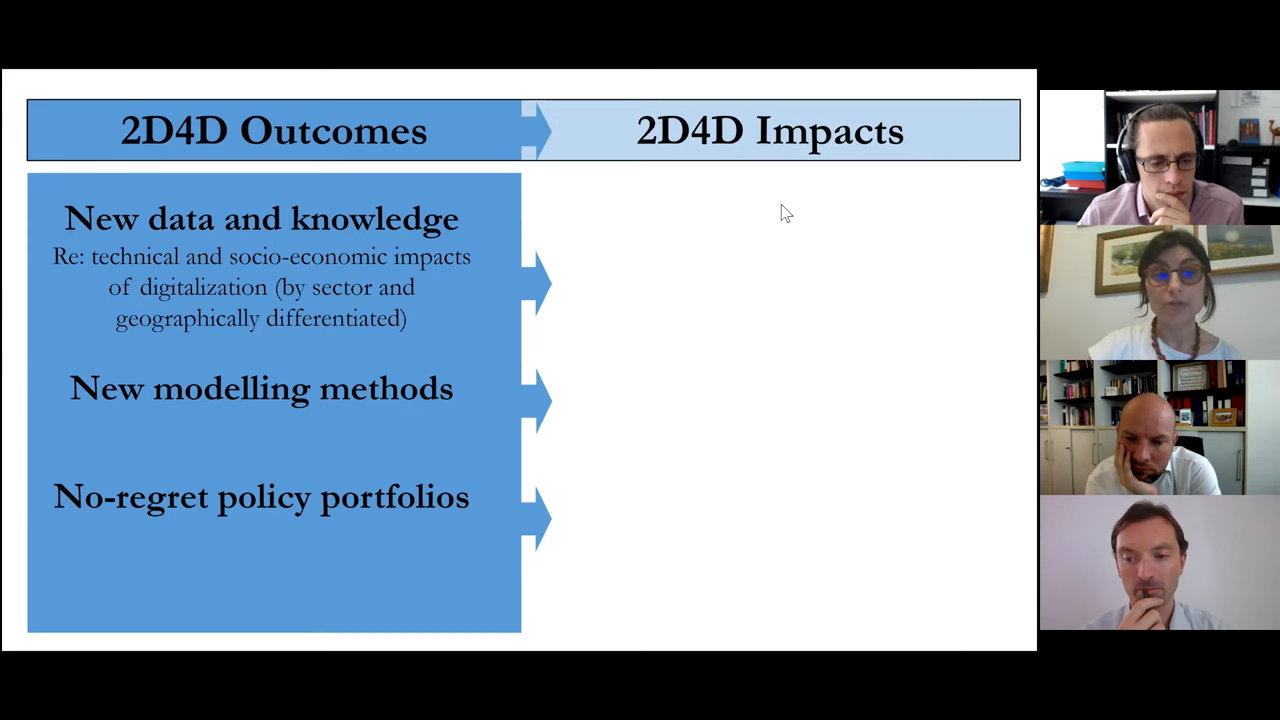 2D4D Outcomes
2D4D Impacts
New data and knowledge
Re: technical and socio-economic impacts
of digitalization (by sector and
geographically differentiated)
New modelling methods
No-regret policy portfolios